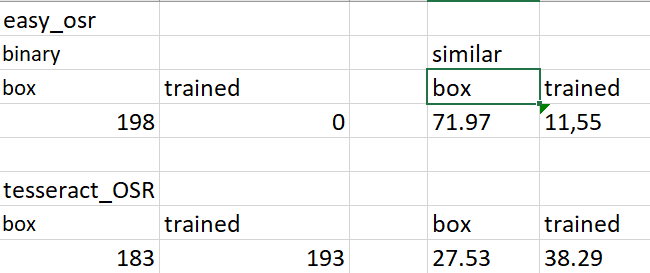 easy_osr
binary similar
box trained box trained
198 0 71.97 11,55
tesseract_OSR
box trained box trained
183 193 27.53 38.29